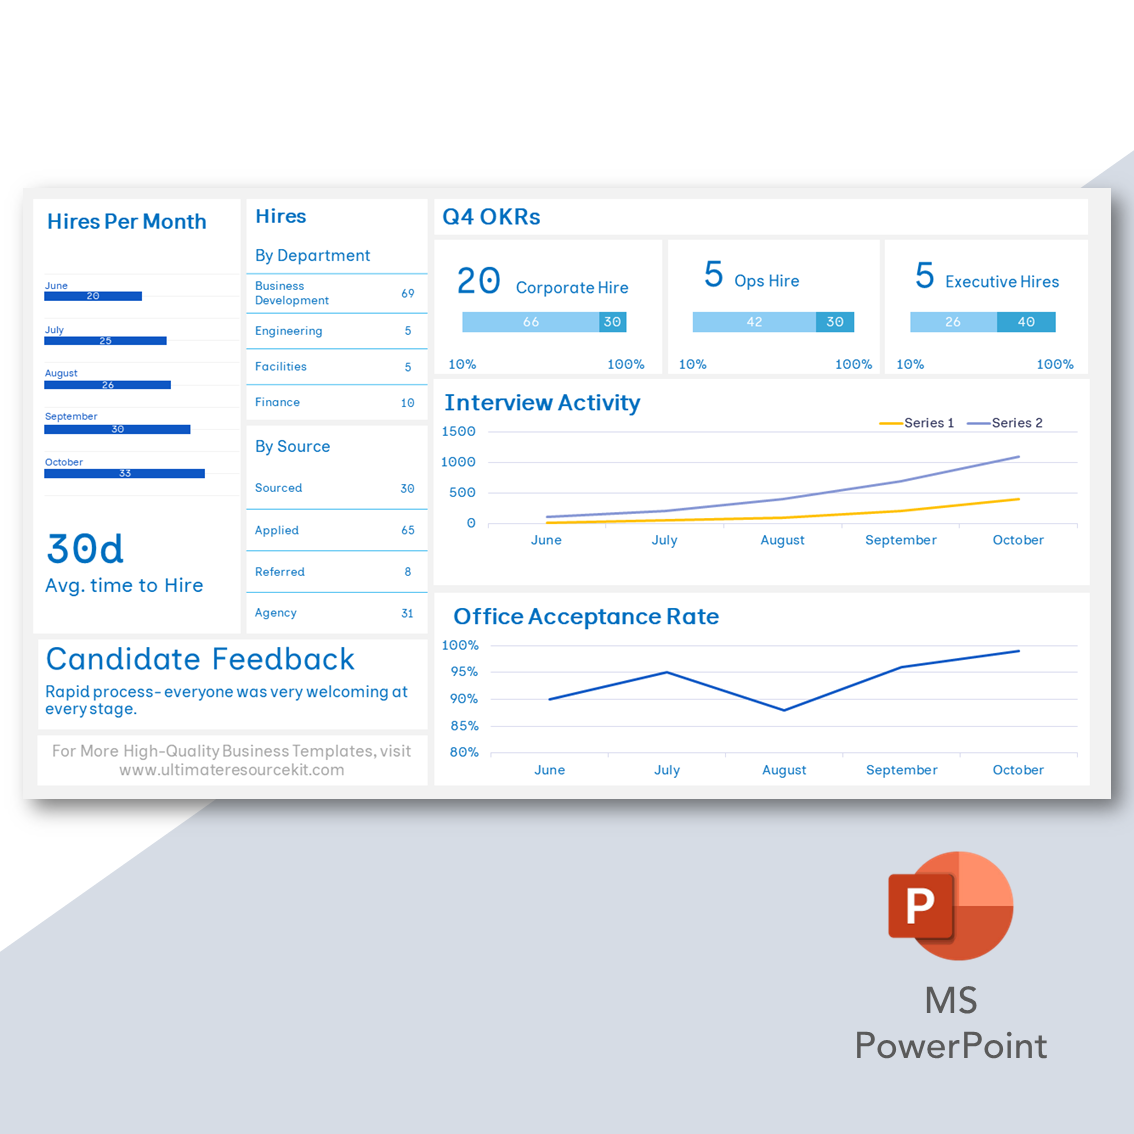 Hires Per Month
June
20
July
25
August
26
September
30
October
33
30d
Avg. time to Hire
Hires
By Department
Business
Development
69
Engineering 5
Facilities 5
Finance 10
By Source
Sourced 30
Applied 65
Referred 8
Agency 31
Candidate Feedback
Rapid process- everyone was very welcoming at
every stage.
For More High-Quality Business Templates, visit
www.ultimateresourcekit.com
Q4 OKRs
20 Corporate Hire
66 30
10% 100%
5 Ops Hire
42 30
10% 100%
5 Executive Hires
26 40
10% 100%
Interview Activity
Series 1 Series 2
1500
1000
500
0
June July August September October
Office Acceptance Rate
100%
95%
90%
85%
80%
June July August September October
P
MS
PowerPoint